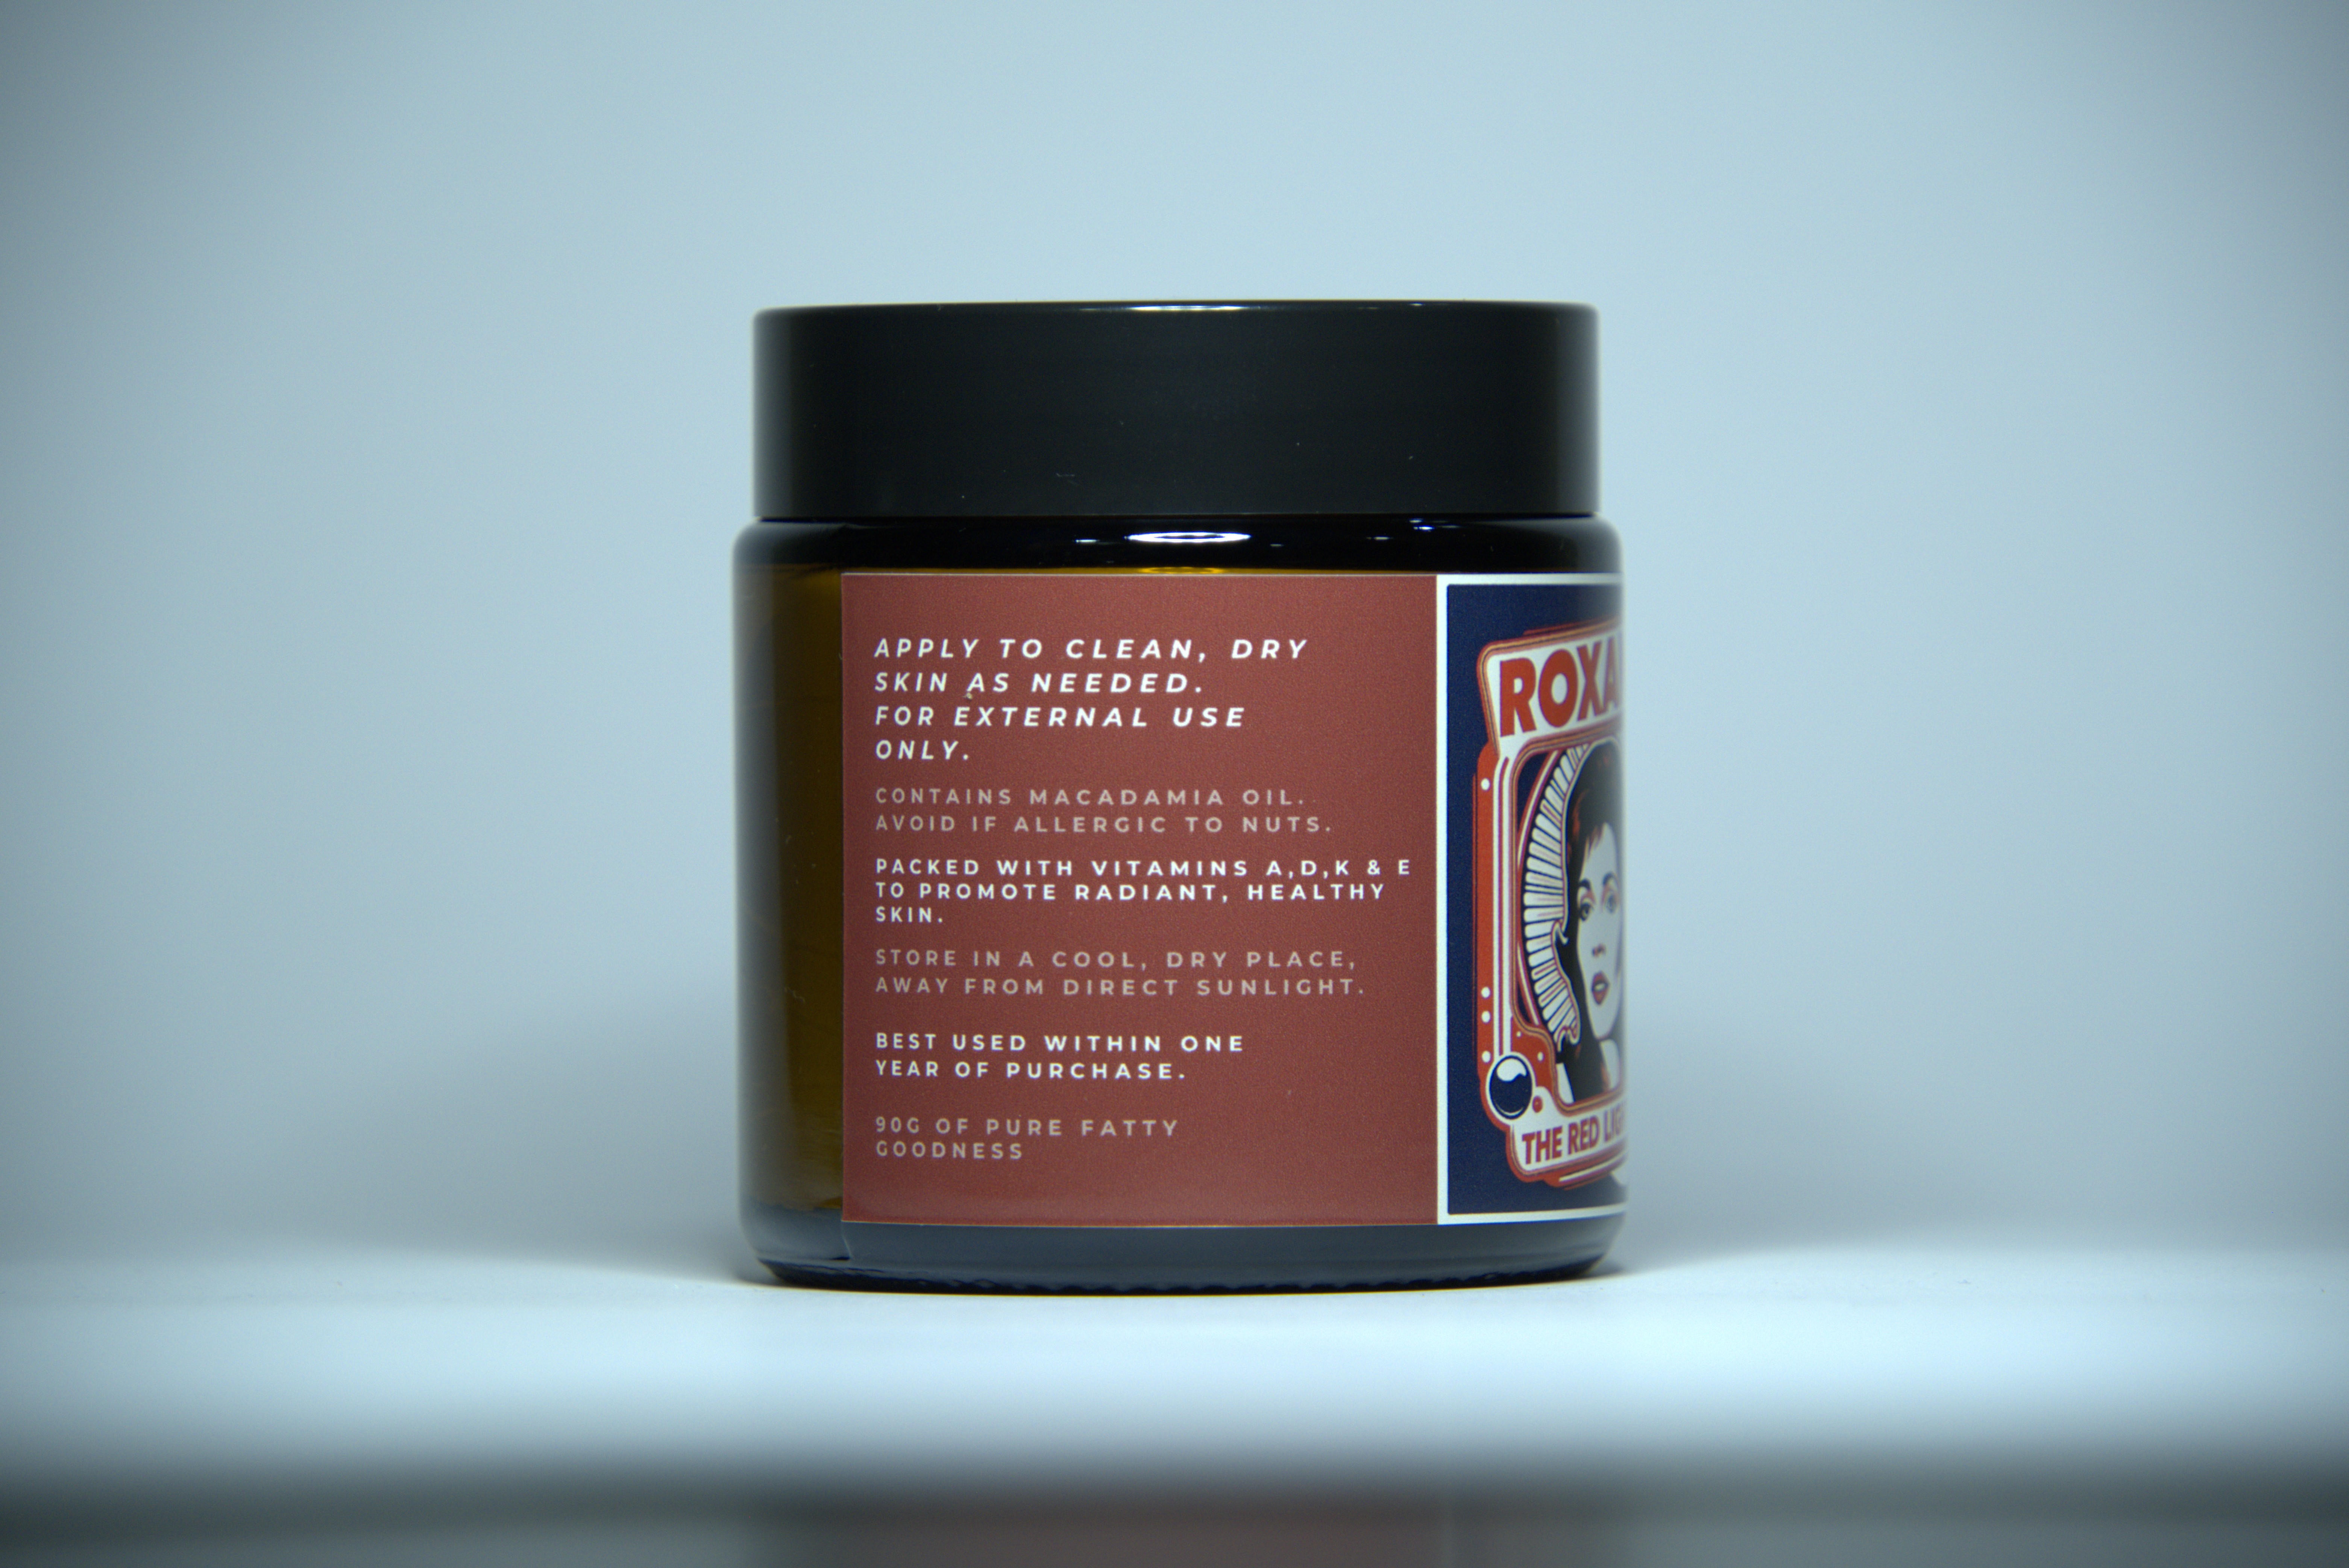 APPLY TO CLEAN, DRY
SKIN AS NEEDED.
FOR EXTERNAL USE
ONLY.
CONTAINS MACADAMIA OIL.
AVOID IF ALLERGIC TO NUTS.
PACKED WITH VITAMINS A,D,K & E
TO PROMOTE RADIANT, HEALTHY
SKIN.
STORE IN A COOL, DRY PLACE,
AWAY FROM DIRECT SUNLIGHT.
BEST USED WITHIN ONE
YEAR OF PURCHASE.
90G OF PURE FATTY
GOODNESS
THE RED